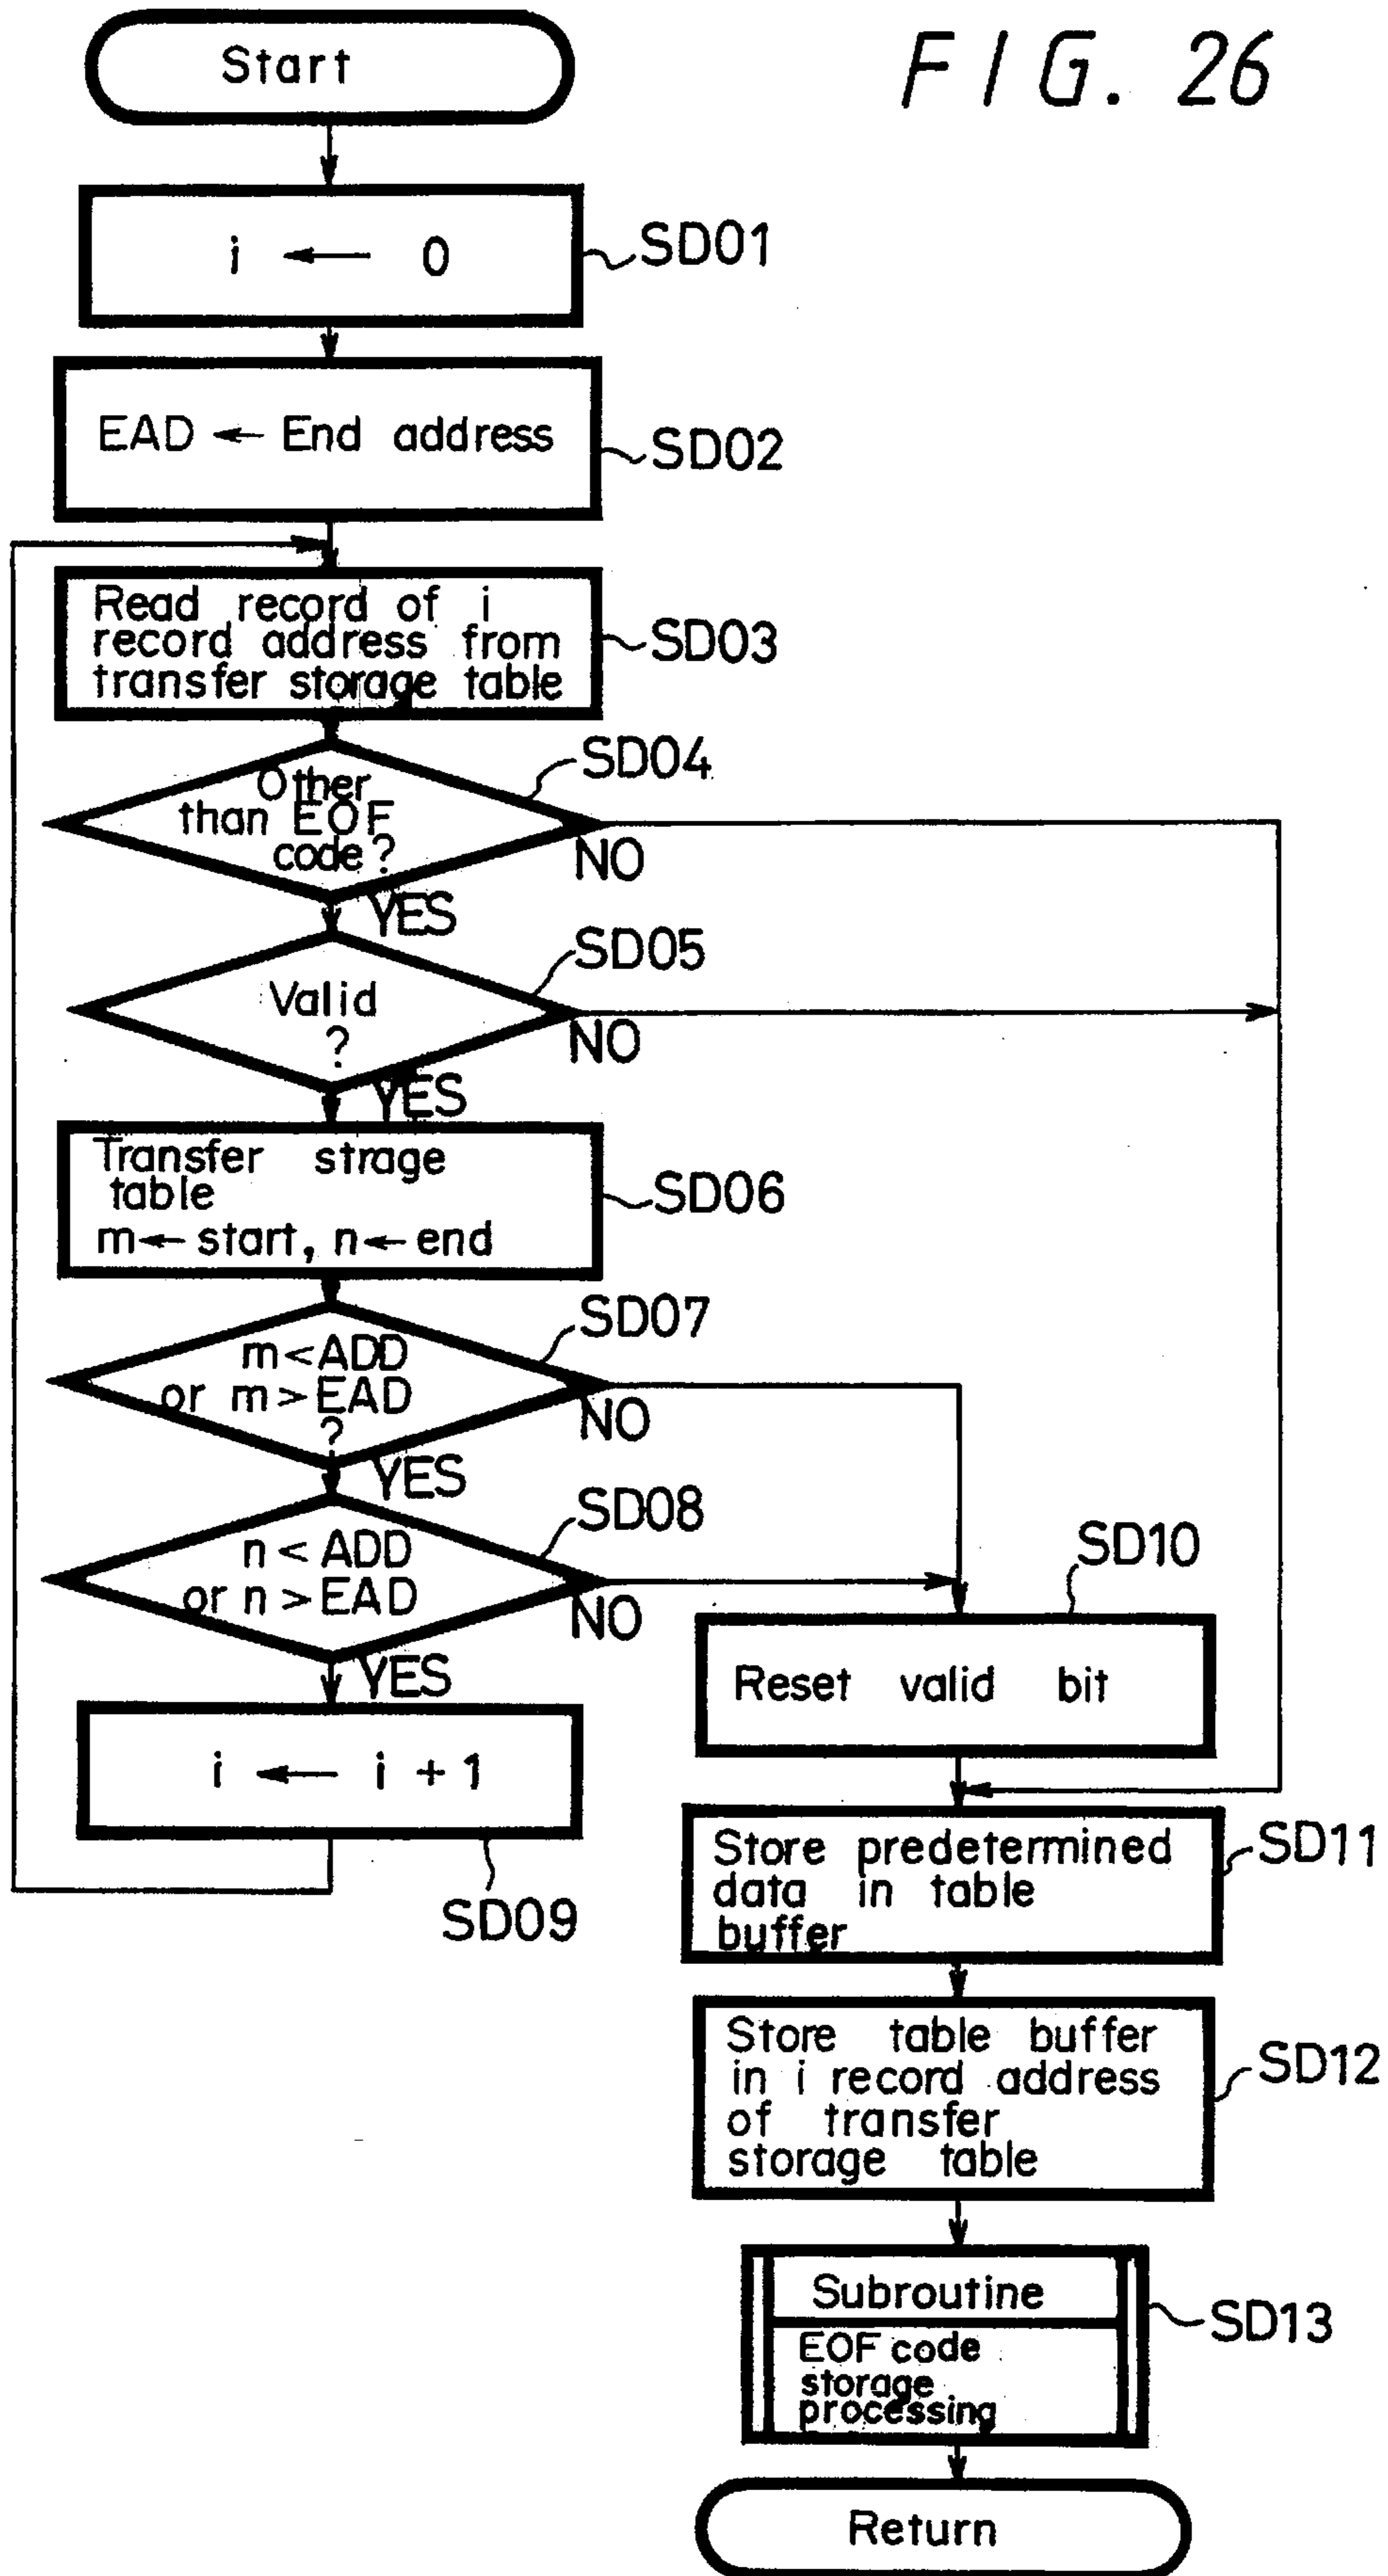 FIG. 26
Start
i ← 0
SD01
EAD ← End address
SD02
Read record of i
record address from
transfer storage table
SD03
SD04
Other
than EOF
code?
NO
YES
SD05
Valid
?
NO
YES
Transfer strage
table
m← start, n← end
SD06
SD07
m<ADD
or m>EAD
?
NO
YES
SD08
n < ADD
or n >EAD
NO
YES
i ← i +1
SD09
SD10
Reset valid bit
Store predetermined
data in table
buffer
SD11
Store table buffer
in i record address
of transfer
storage table
SD12
Subroutine
EOF code
storage
processing
SD13
Return